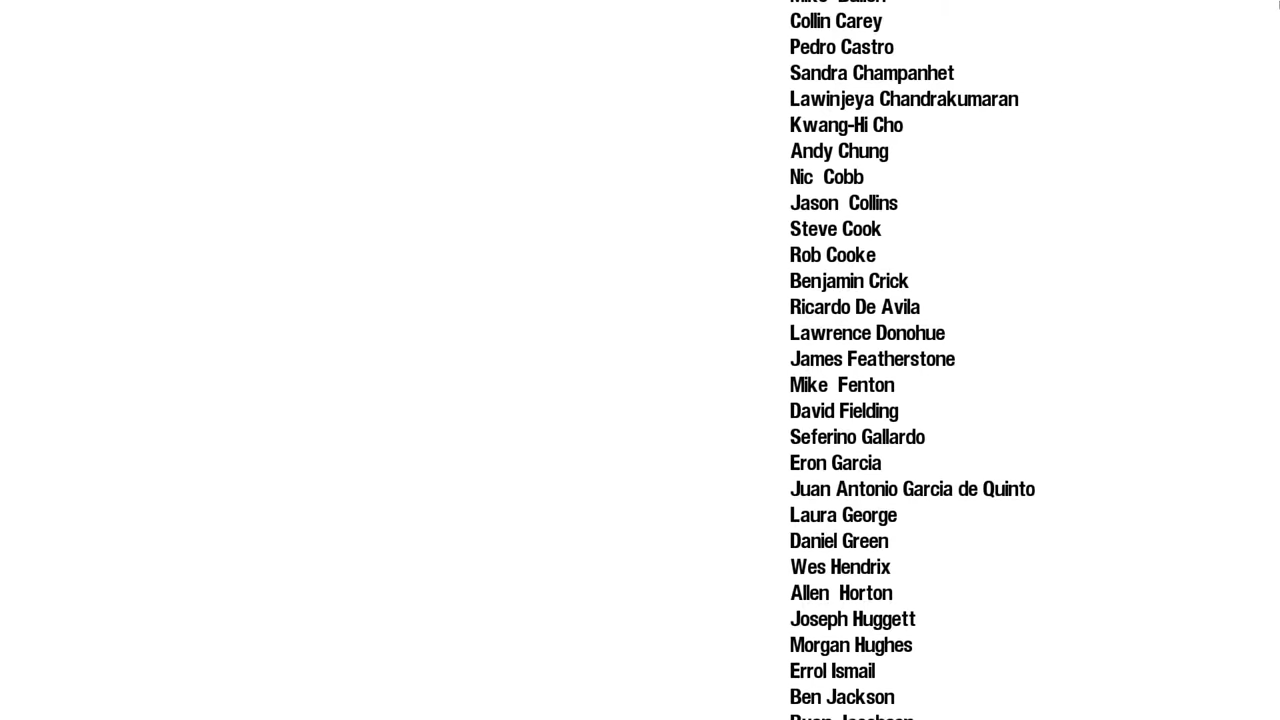 Collin Carey
Pedro Castro
Sandra Champanhet
Lawinjeya Chandrakumaran
Kwang-Hi Cho
Andy Chung
Nic  Cobb
Jason  Collins
Steve Cook
Rob Cooke
Benjamin Crick
Ricardo De Avila
Lawrence Donohue
James Featherstone
Mike  Fenton
David Fielding
Seferino Gallardo
Eron Garcia
Juan Antonio Garcia de Quinto
Laura George
Daniel Green
Wes Hendrix
Allen  Horton
Joseph Huggett
Morgan Hughes
Errol Ismail
Ben Jackson